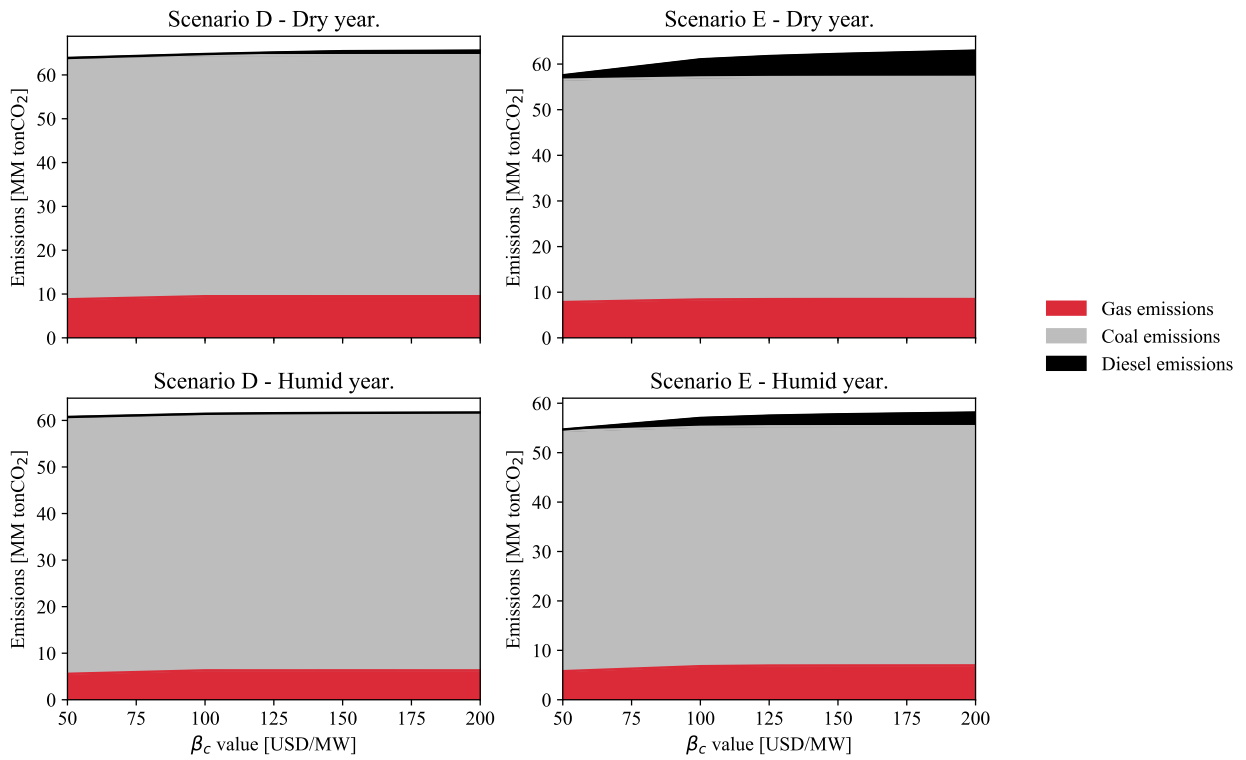 Scenario D - Dry year.
Emissions [MM tonCO₂]
60
50
40
30
20
10
0
Scenario E - Dry year.
Emissions [MM tonCO₂]
60
50
40
30
20
10
0
Gas emissions
Coal emissions
Diesel emissions
Scenario D - Humid year.
Emissions [MM tonCO₂]
60
50
40
30
20
10
0
50 75 100 125 150 175 200
β_c value [USD/MW]
Scenario E - Humid year.
Emissions [MM tonCO₂]
60
50
40
30
20
10
0
50 75 100 125 150 175 200
β_c value [USD/MW]